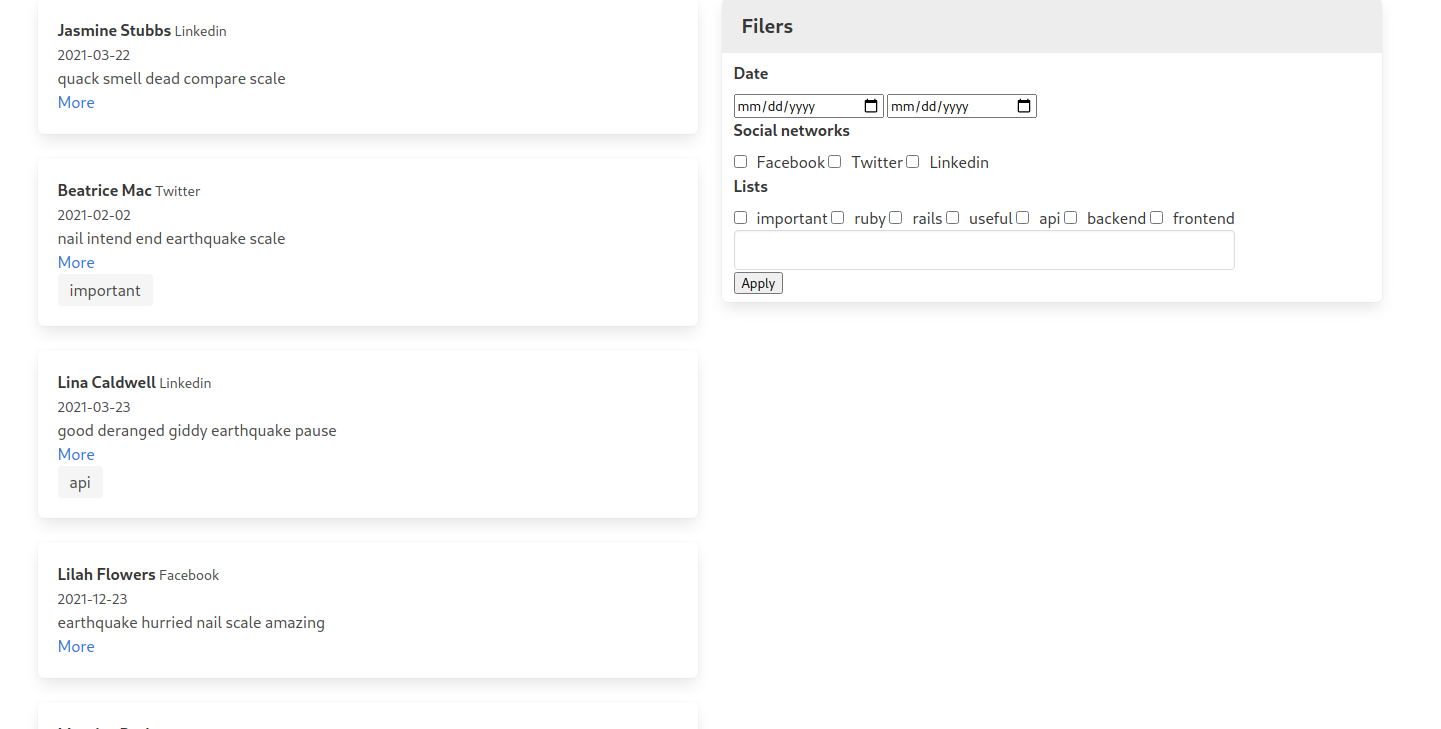 Jasmine Stubbs Linkedin
2021-03-22
quack smell dead compare scale
More
Beatrice Mac Twitter
2021-02-02
nail intend end earthquake scale
More
important
Lina Caldwell Linkedin
2021-03-23
good deranged giddy earthquake pause
More
api
Lilah Flowers Facebook
2021-12-23
earthquake hurried nail scale amazing
More
Filers
Date
mm/dd/yyyy mm/dd/yyyy
Social networks
Facebook Twitter Linkedin
Lists
important ruby rails useful api backend frontend
Apply